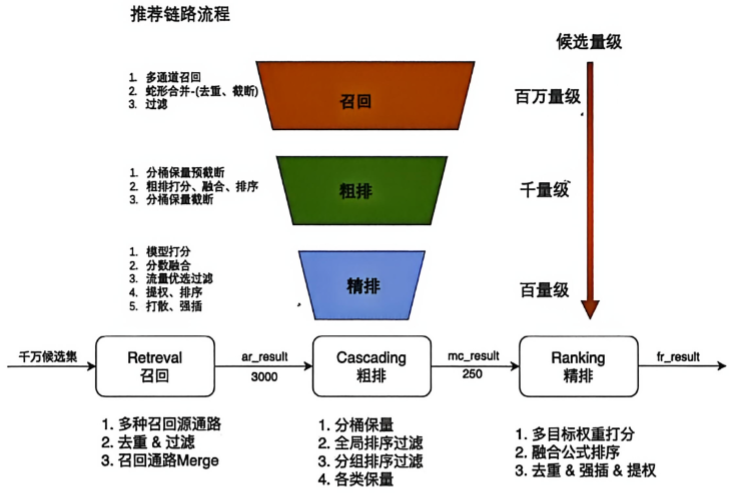 推荐链路流程
候选量级
1. 多通道召回
2. 蛇形合并-(去重、截断)
3. 过滤
召回
百万量级
1. 分桶保量预截断
2. 粗排打分、融合、排序
3. 分桶保量截断
粗排
千量级
1. 模型打分
2. 分数融合
3. 流量优选过滤
4. 提权、排序
5. 打散、强插
精排
百量级
千万候选集
Retreval
召回
ar_result
3000
Cascading
粗排
mc_result
250
Ranking
精排
fr_result
1. 多种召回源通路
2. 去重 & 过滤
3. 召回通路Merge
1. 分桶保量
2. 全局排序过滤
3. 分组排序过滤
4. 各类保量
1. 多目标权重打分
2. 融合公式排序
3. 去重 & 强插 & 提权